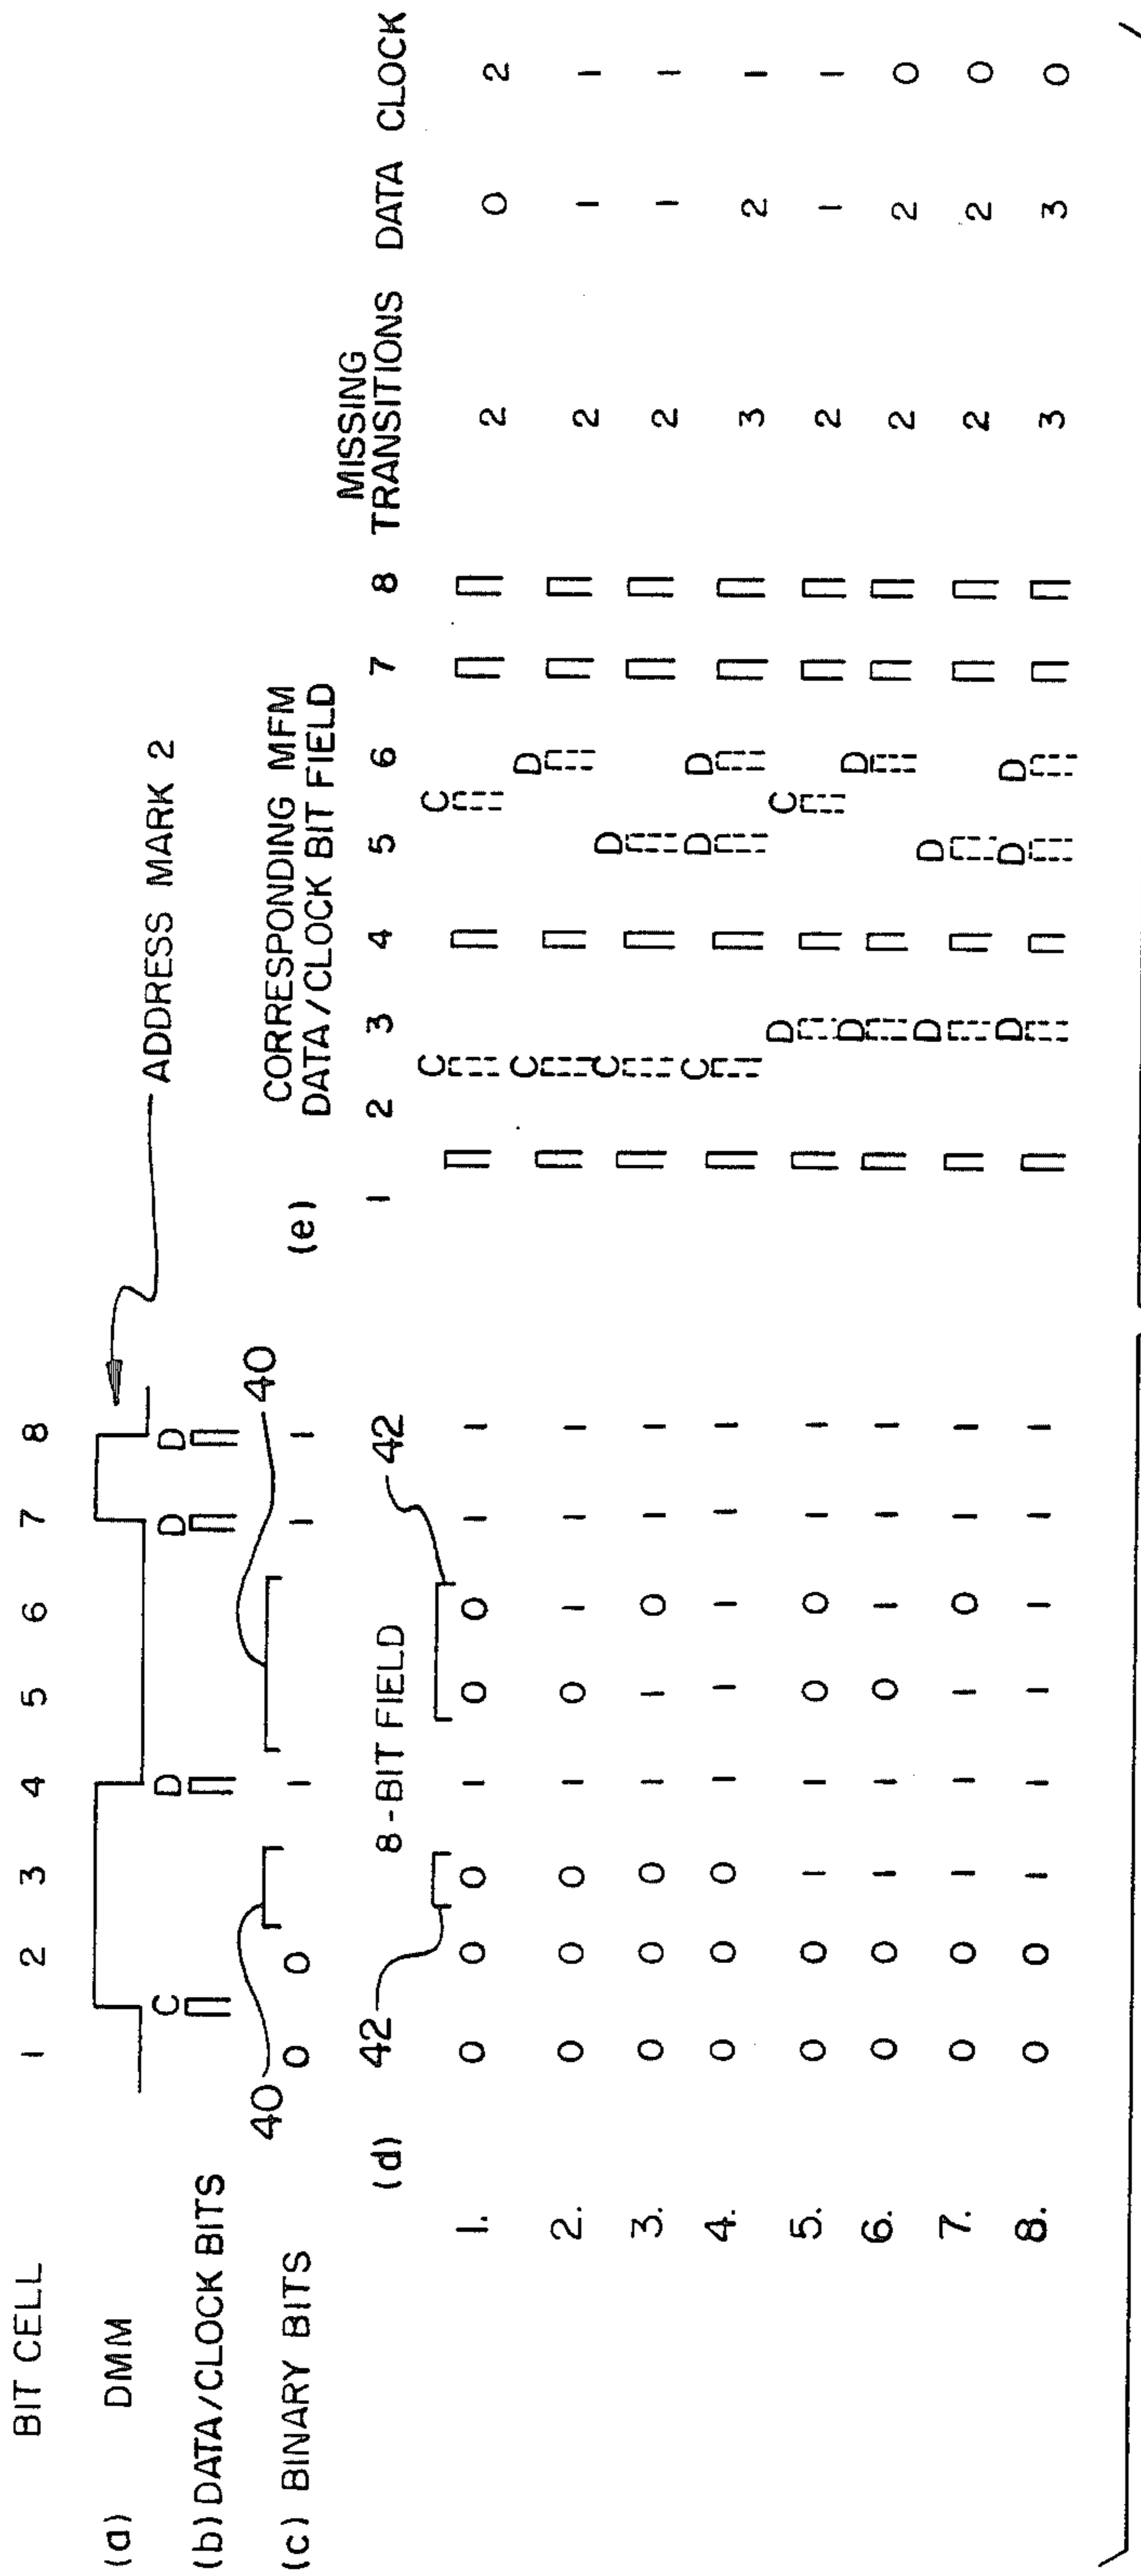 BIT CELL 1 2 3 4 5 6 7 8
(a) DMM
ADDRESS MARK 2
(b) DATA/CLOCK BITS C D D D
(c) BINARY BITS 0 0 1 1 1
40 40
(d) 42 8-BIT FIELD 42
(e) CORRESPONDING MFM
DATA/CLOCK BIT FIELD
1 2 3 4 5 6 7 8
MISSING
TRANSITIONS DATA CLOCK
1. 0 0 0 1 0 0 1 1 C C 2 0 2
2. 0 0 0 1 0 1 1 1 C D 2 1 1
3. 0 0 0 1 1 0 1 1 C D 2 1 1
4. 0 0 0 1 1 1 1 1 C D D 3 2 1
5. 0 0 1 1 0 0 1 1 D C 2 1 1
6. 0 0 1 1 0 1 1 1 D D 2 2 0
7. 0 0 1 1 1 0 1 1 D D 2 2 0
8. 0 0 1 1 1 1 1 1 D D D 3 3 0